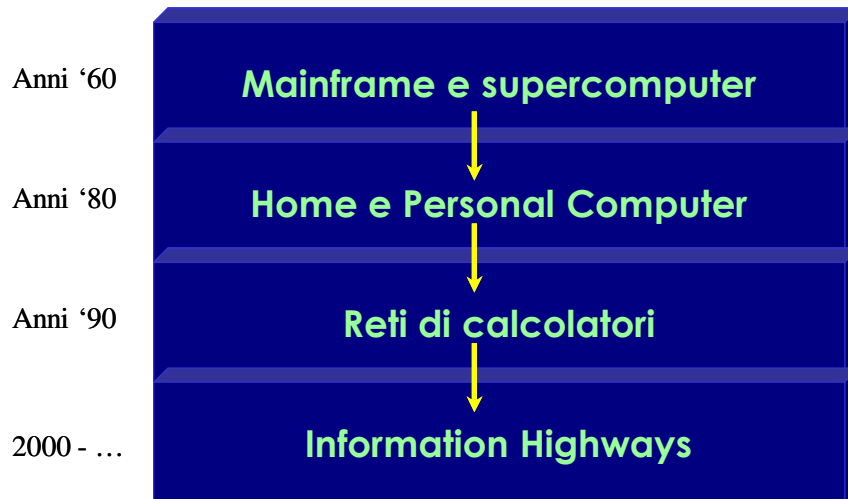 Anni ‘60
Mainframe e supercomputer
Anni ‘80
Home e Personal Computer
Anni ‘90
Reti di calcolatori
2000 - …
Information Highways